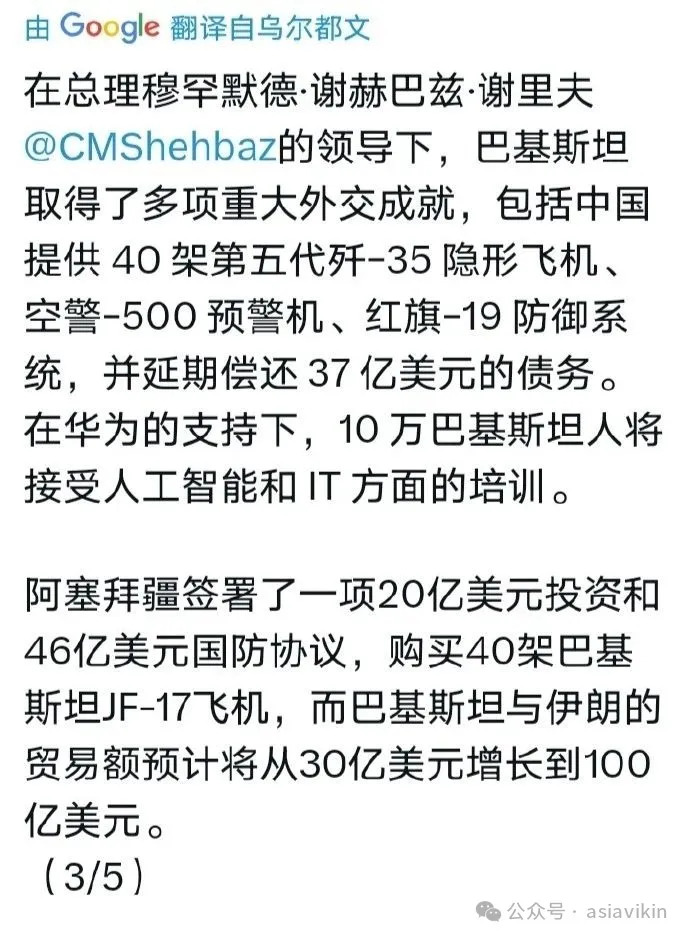 由 Google 翻译自乌尔都文
在总理穆罕默德·谢赫巴兹·谢里夫
@CMShehbaz的领导下，巴基斯坦
取得了多项重大外交成就，包括中国
提供 40 架第五代歼-35 隐形飞机、
空警-500 预警机、红旗-19 防御系
统，并延期偿还 37 亿美元的债务。
在华为的支持下，10 万巴基斯坦人将
接受人工智能和 IT 方面的培训。
阿塞拜疆签署了一项20亿美元投资和
46亿美元国防协议，购买40架巴基
斯坦JF-17飞机，而巴基斯坦与伊朗的
贸易额预计将从30亿美元增长到100
亿美元。
（3/5）
公众号 · asiavikin